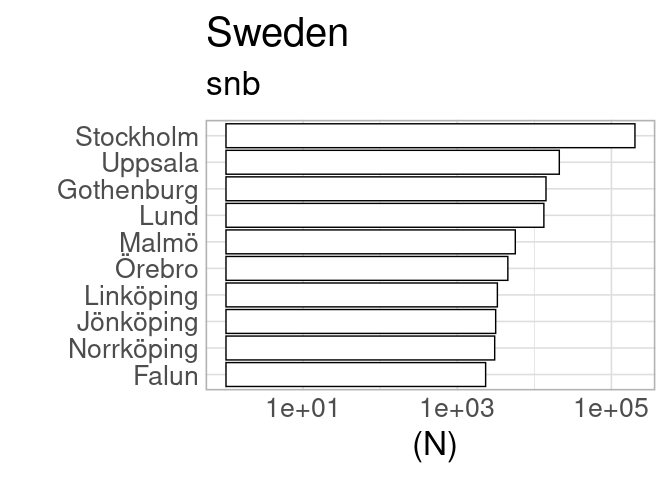 Sweden
snb
Stockholm
Uppsala
Gothenburg
Lund
Malmö
Örebro
Linköping
Jönköping
Norrköping
Falun
1e+01 1e+03 1e+05
(N)